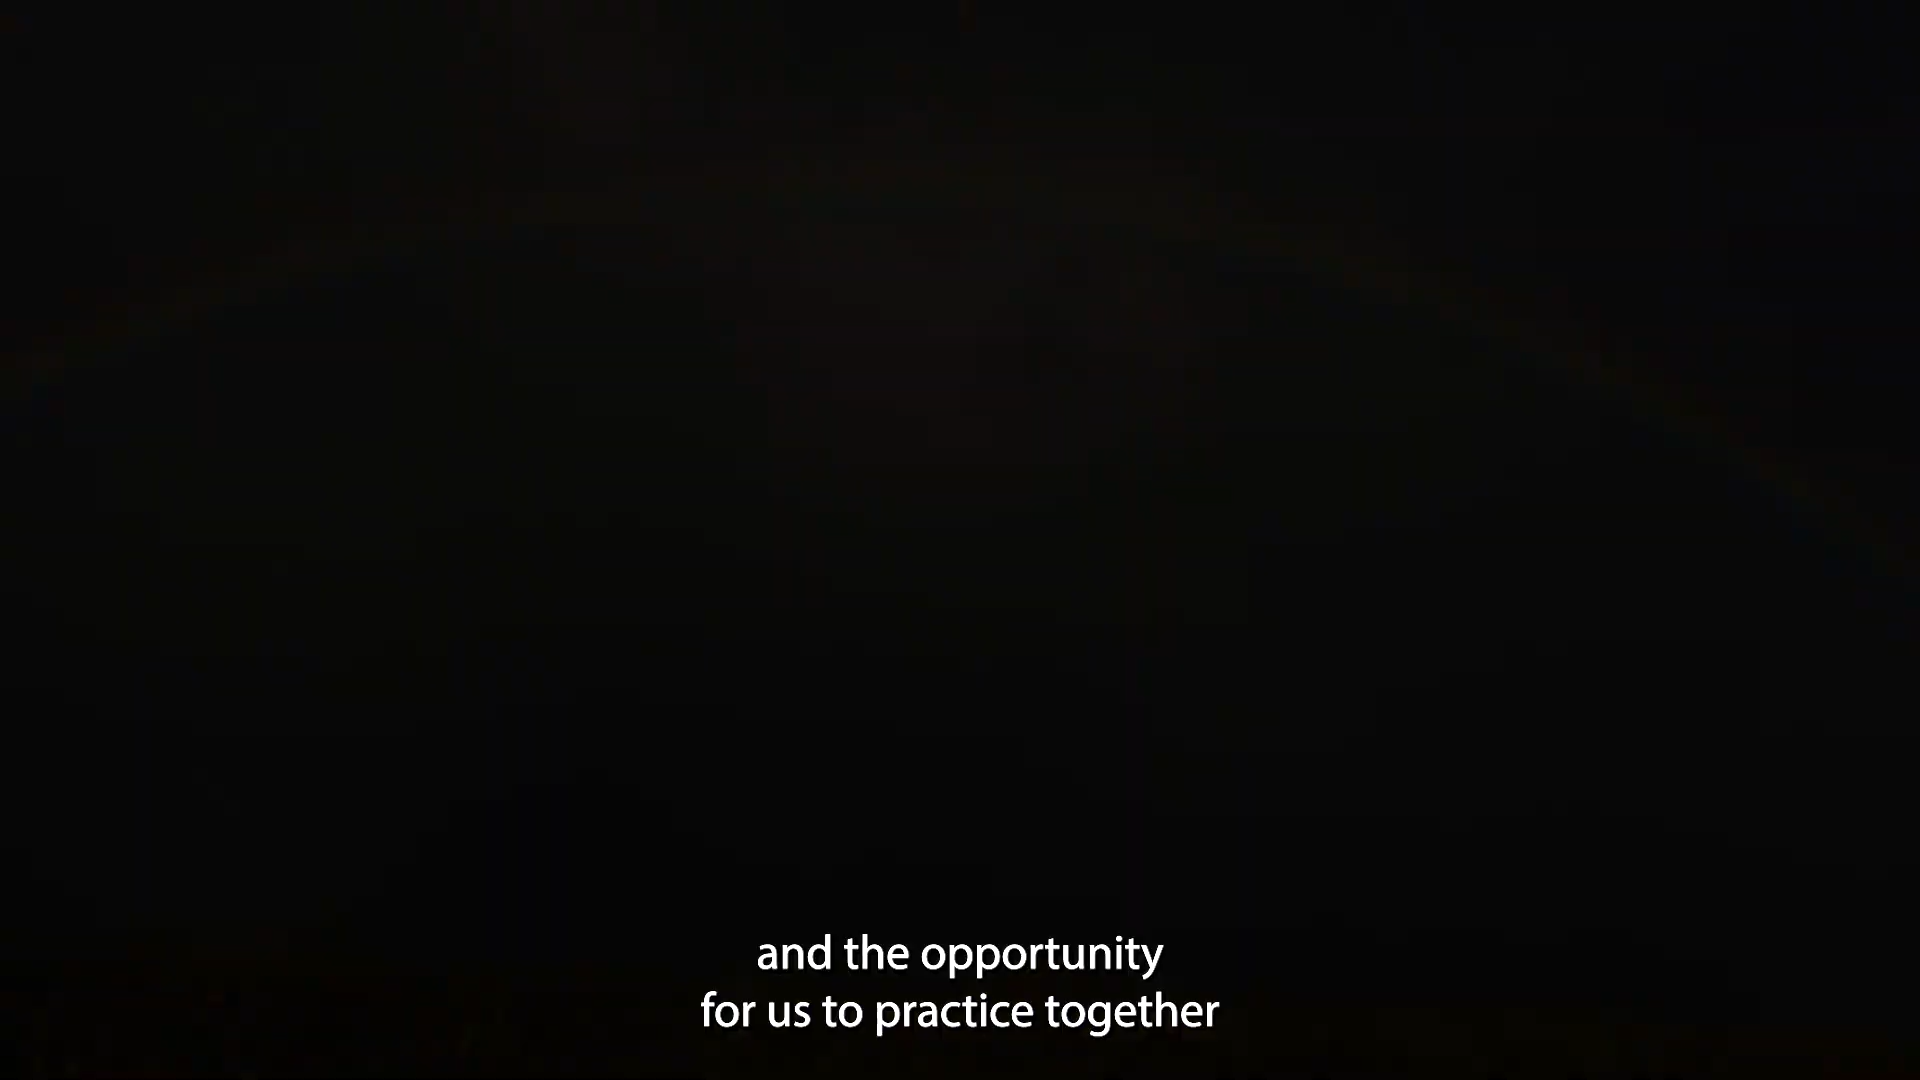 and the opportunity
for us to practice together